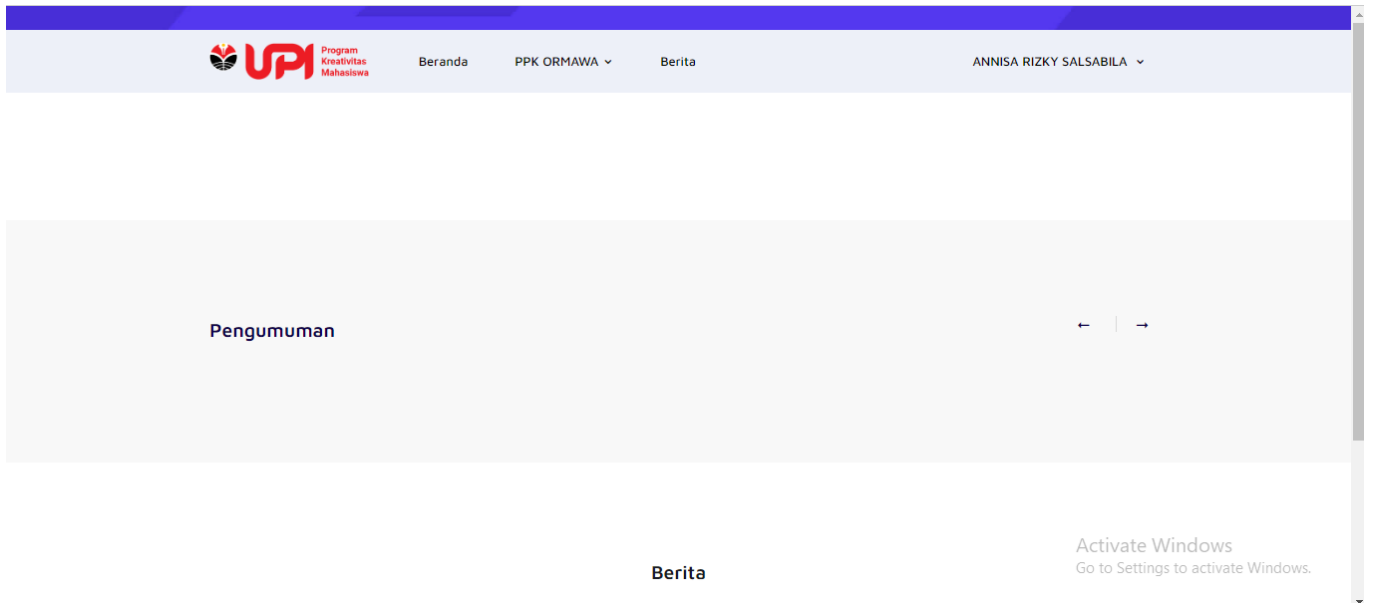 UPI
Program
Kreativitas
Mahasiswa
Beranda
PPK ORMAWA
Berita
ANNISA RIZKY SALSABILA
Pengumuman
← | →
Berita
Activate Windows
Go to Settings to activate Windows.